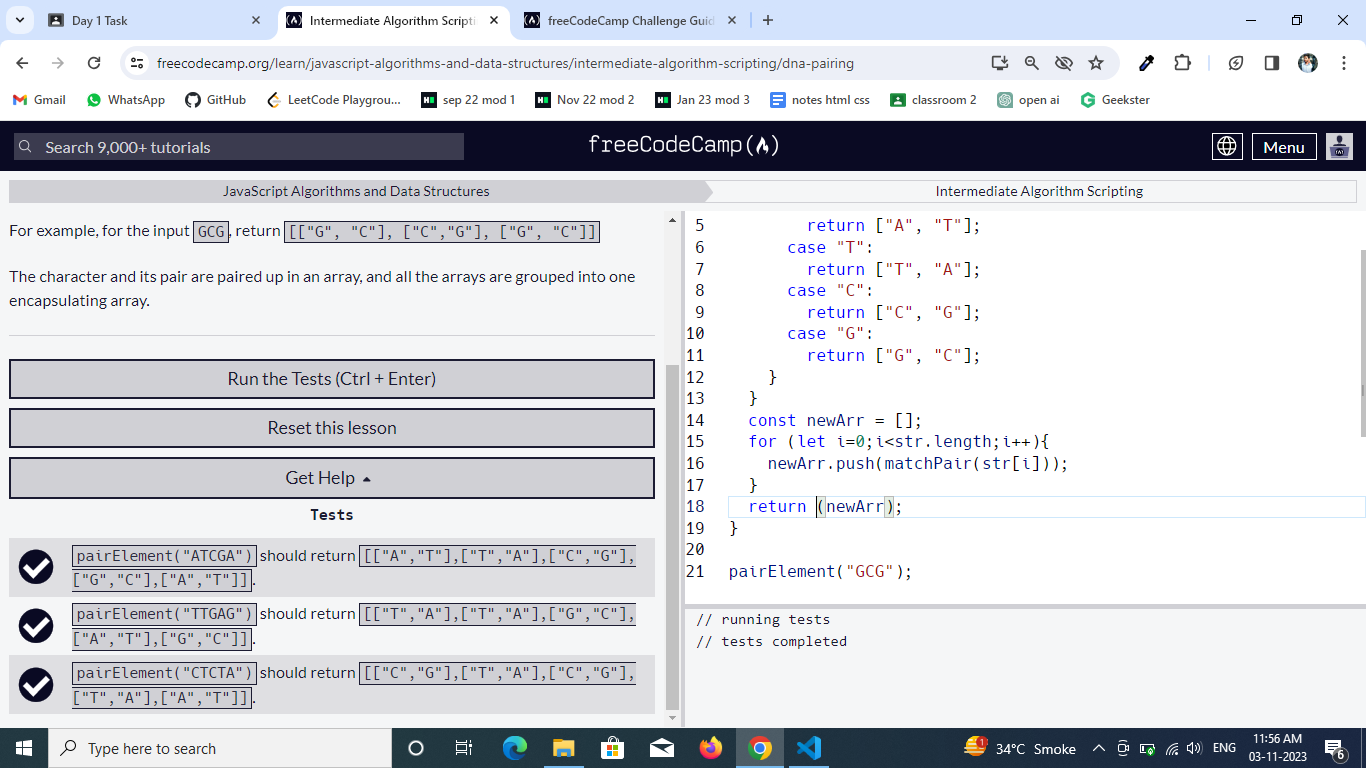 Day 1 Task
Intermediate Algorithm Scripti
freeCodeCamp Challenge Guid
freecodecamp.org/learn/javascript-algorithms-and-data-structures/intermediate-algorithm-scripting/dna-pairing
Gmail WhatsApp GitHub LeetCode Playgrou... sep 22 mod 1 Nov 22 mod 2 Jan 23 mod 3 notes html css classroom 2 open ai Geekster
Search 9,000+ tutorials
freeCodeCamp
Menu
JavaScript Algorithms and Data Structures
Intermediate Algorithm Scripting
For example, for the input GCG, return [["G", "C"], ["C","G"], ["G", "C"]]
The character and its pair are paired up in an array, and all the arrays are grouped into one
encapsulating array.
Run the Tests (Ctrl + Enter)
Reset this lesson
Get Help
Tests
pairElement("ATCGA") should return [["A","T"],["T","A"],["C","G"],
["G","C"],["A","T"]].
pairElement("TTGAG") should return [["T","A"],["T","A"],["G","C"],
["A","T"],["G","C"]].
pairElement("CTCTA") should return [["C","G"],["T","A"],["C","G"],
["T","A"],["A","T"]].
5 return ["A", "T"];
6 case "T":
7 return ["T", "A"];
8 case "C":
9 return ["C", "G"];
10 case "G":
11 return ["G", "C"];
12 }
13 }
14 const newArr = [];
15 for (let i=0;i<str.length;i++){
16 newArr.push(matchPair(str[i]));
17 }
18 return (newArr);
19 }
20
21 pairElement("GCG");
// running tests
// tests completed
Type here to search
34°C Smoke
ENG
11:56 AM
03-11-2023
1
6